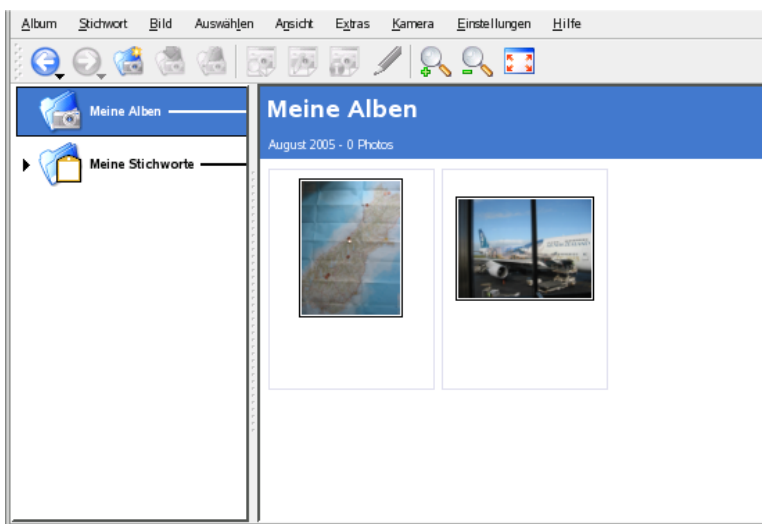 Album Stichwort Bild Auswählen Ansicht Extras Kamera Einstellungen Hilfe
Meine Alben
Meine Stichworte
Meine Alben
August 2005 - 0 Photos